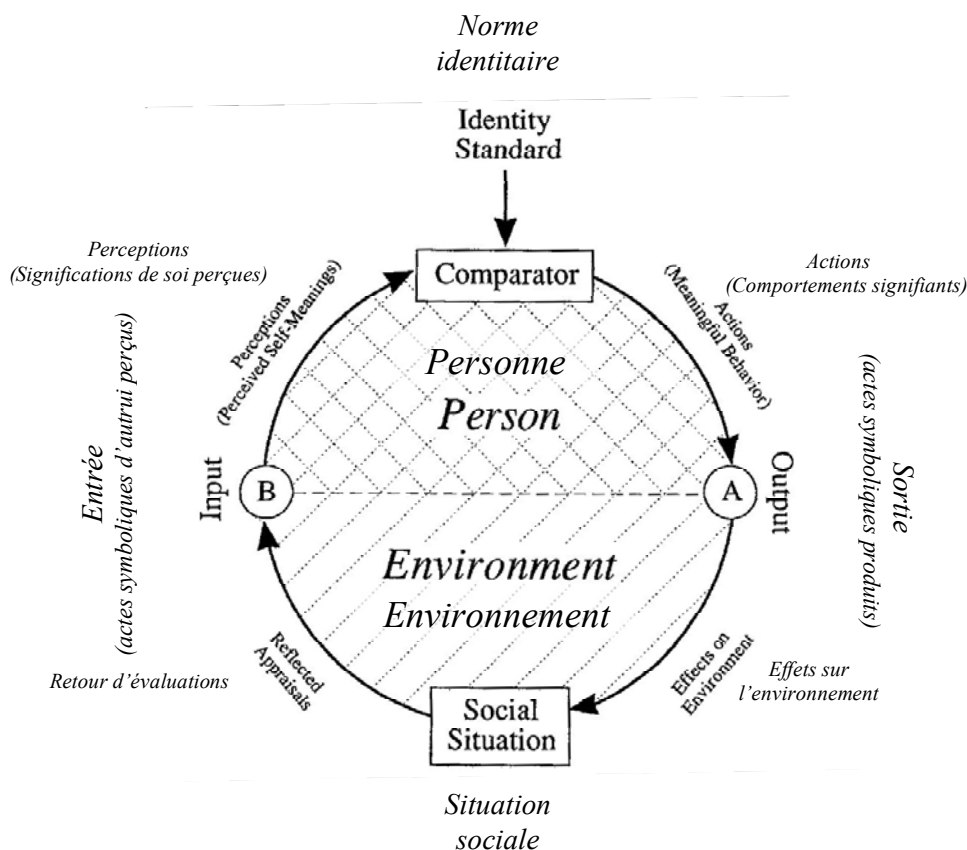 Norme
identitaire
Identity
Standard
Perceptions
(Significations de soi perçues)
Comparator
Actions
(Comportements signifiants)
Perceptions
(Perceived Self-Meanings)
Actions
(Meaningful Behavior)
Personne
Person
Entrée
(actes symboliques d'autrui perçus)
Input
B
A
Output
Sortie
(actes symboliques produits)
Environment
Environnement
Retour d'évaluations
Reflected
Appraisals
Effects on
Environment
Effets sur
l'environnement
Social
Situation
Situation
sociale